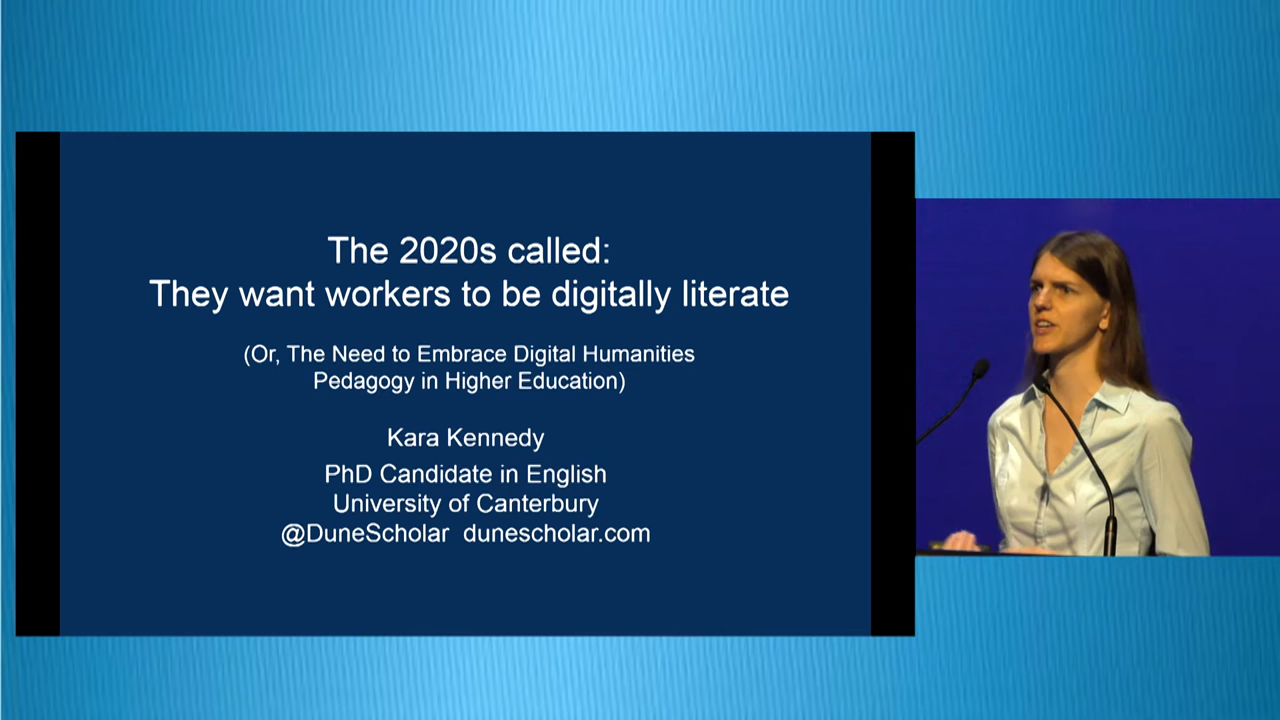 The 2020s called:
They want workers to be digitally literate
(Or, The Need to Embrace Digital Humanities
Pedagogy in Higher Education)
Kara Kennedy
PhD Candidate in English
University of Canterbury
@DuneScholar dunescholar.com